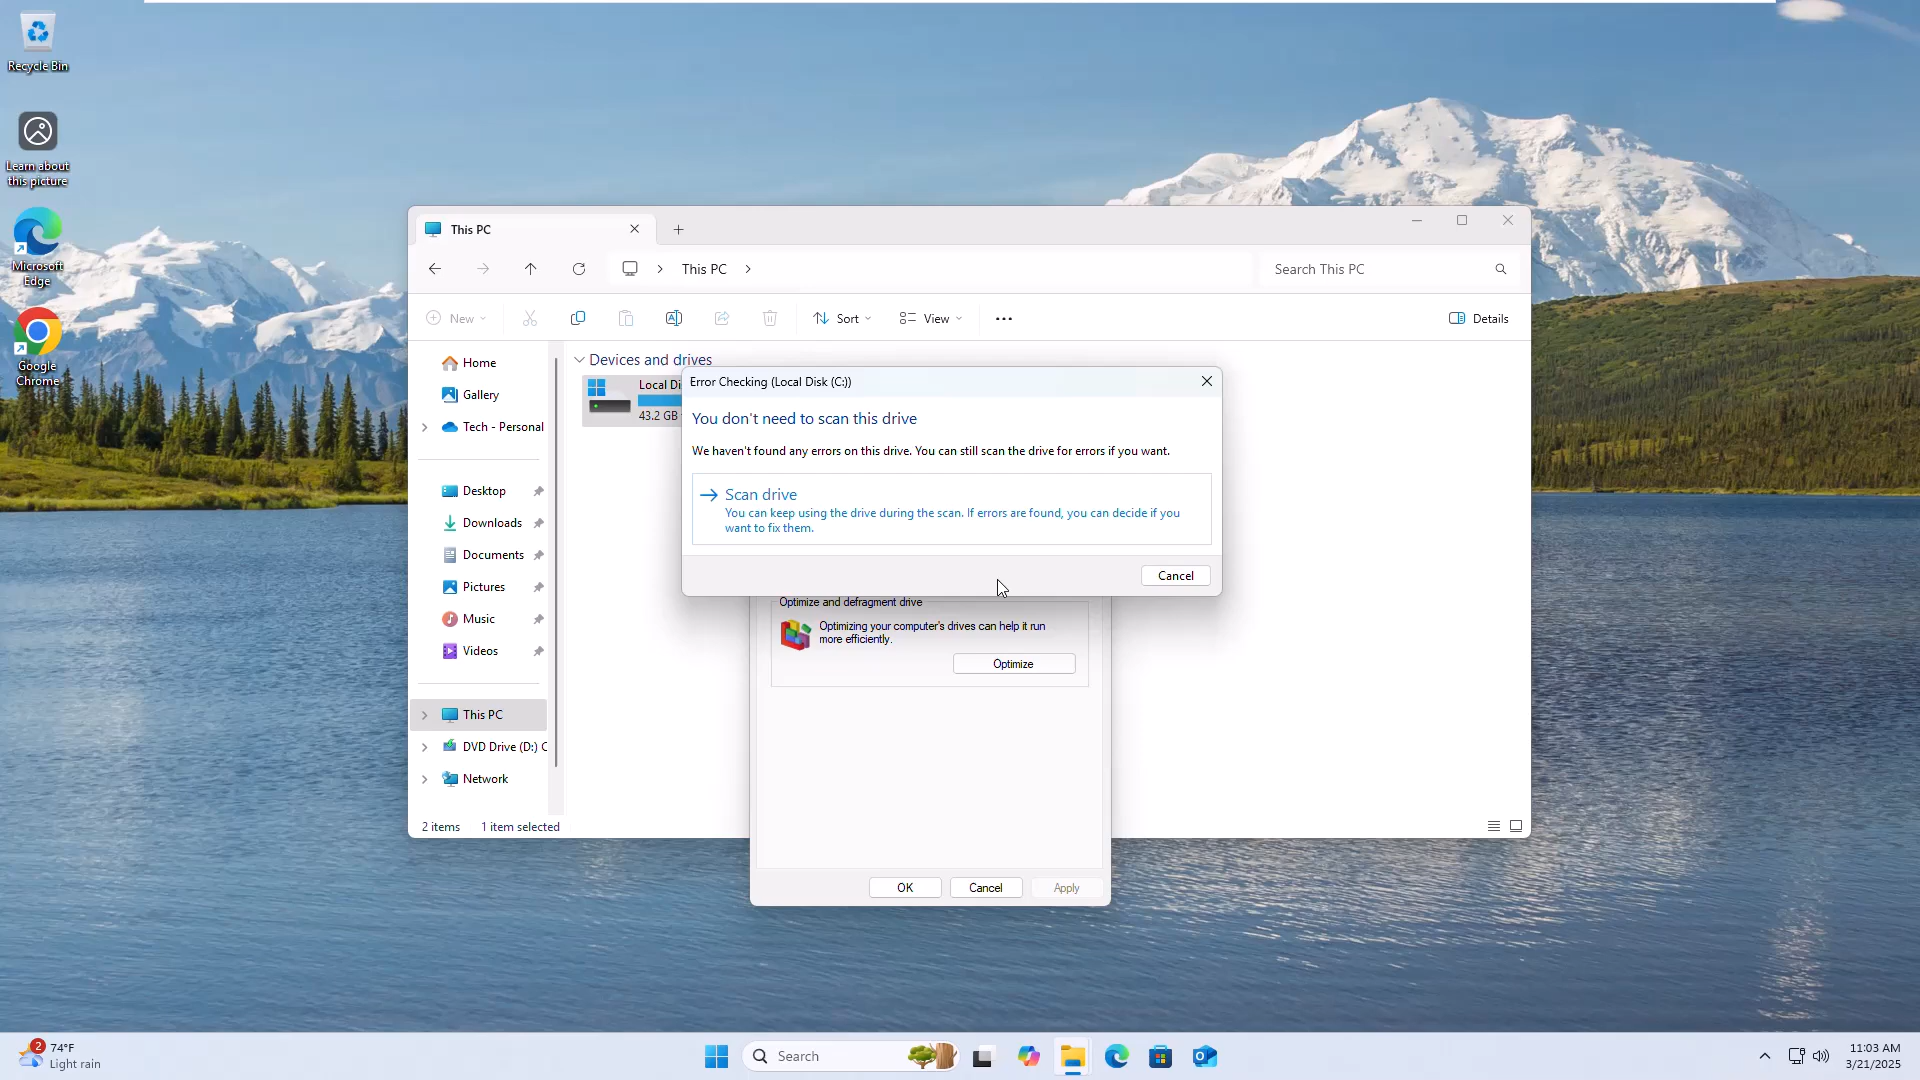 Recycle Bin
Learn about
this picture
Microsoft
Edge
Google
Chrome
This PC
This PC
Search This PC
New
Sort
View
Details
Home
Gallery
Tech - Personal
Desktop
Downloads
Documents
Pictures
Music
Videos
This PC
DVD Drive (D:) C
Network
Devices and drives
Local Di
43.2 GB
2 items
1 item selected
Error Checking (Local Disk (C:))
You don't need to scan this drive
We haven't found any errors on this drive. You can still scan the drive for errors if you want.
Scan drive
You can keep using the drive during the scan. If errors are found, you can decide if you
want to fix them.
Cancel
Optimize and defragment drive
Optimizing your computer's drives can help it run
more efficiently.
Optimize
OK
Cancel
Apply
2
74°F
Light rain
Search
11:03 AM
3/21/2025